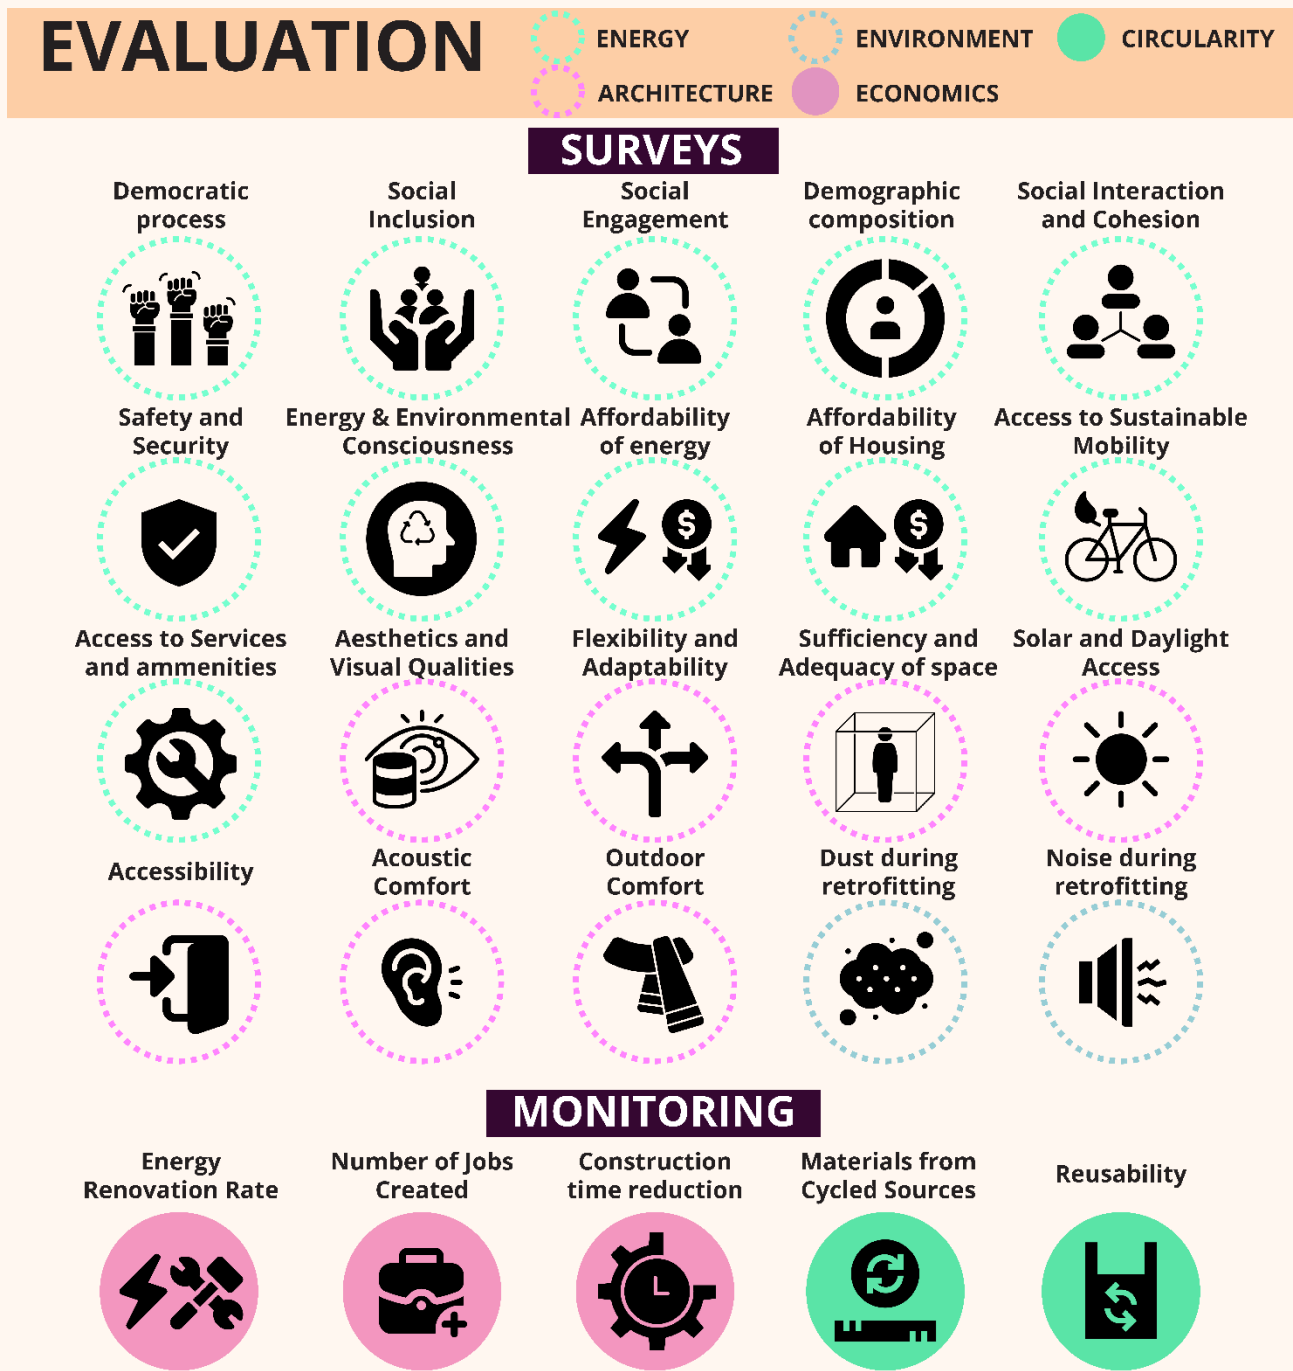 EVALUATION
ENERGY
ENVIRONMENT
CIRCULARITY
ARCHITECTURE
ECONOMICS
SURVEYS
Democratic
process
Social
Inclusion
Social
Engagement
Demographic
composition
Social Interaction
and Cohesion
Safety and
Security
Energy & Environmental
Consciousness
Affordability
of energy
Affordability
of Housing
Access to Sustainable
Mobility
Access to Services
and ammenities
Aesthetics and
Visual Qualities
Flexibility and
Adaptability
Sufficiency and
Adequacy of space
Solar and Daylight
Access
Accessibility
Acoustic
Comfort
Outdoor
Comfort
Dust during
retrofitting
Noise during
retrofitting
MONITORING
Energy
Renovation Rate
Number of Jobs
Created
Construction
time reduction
Materials from
Cycled Sources
Reusability